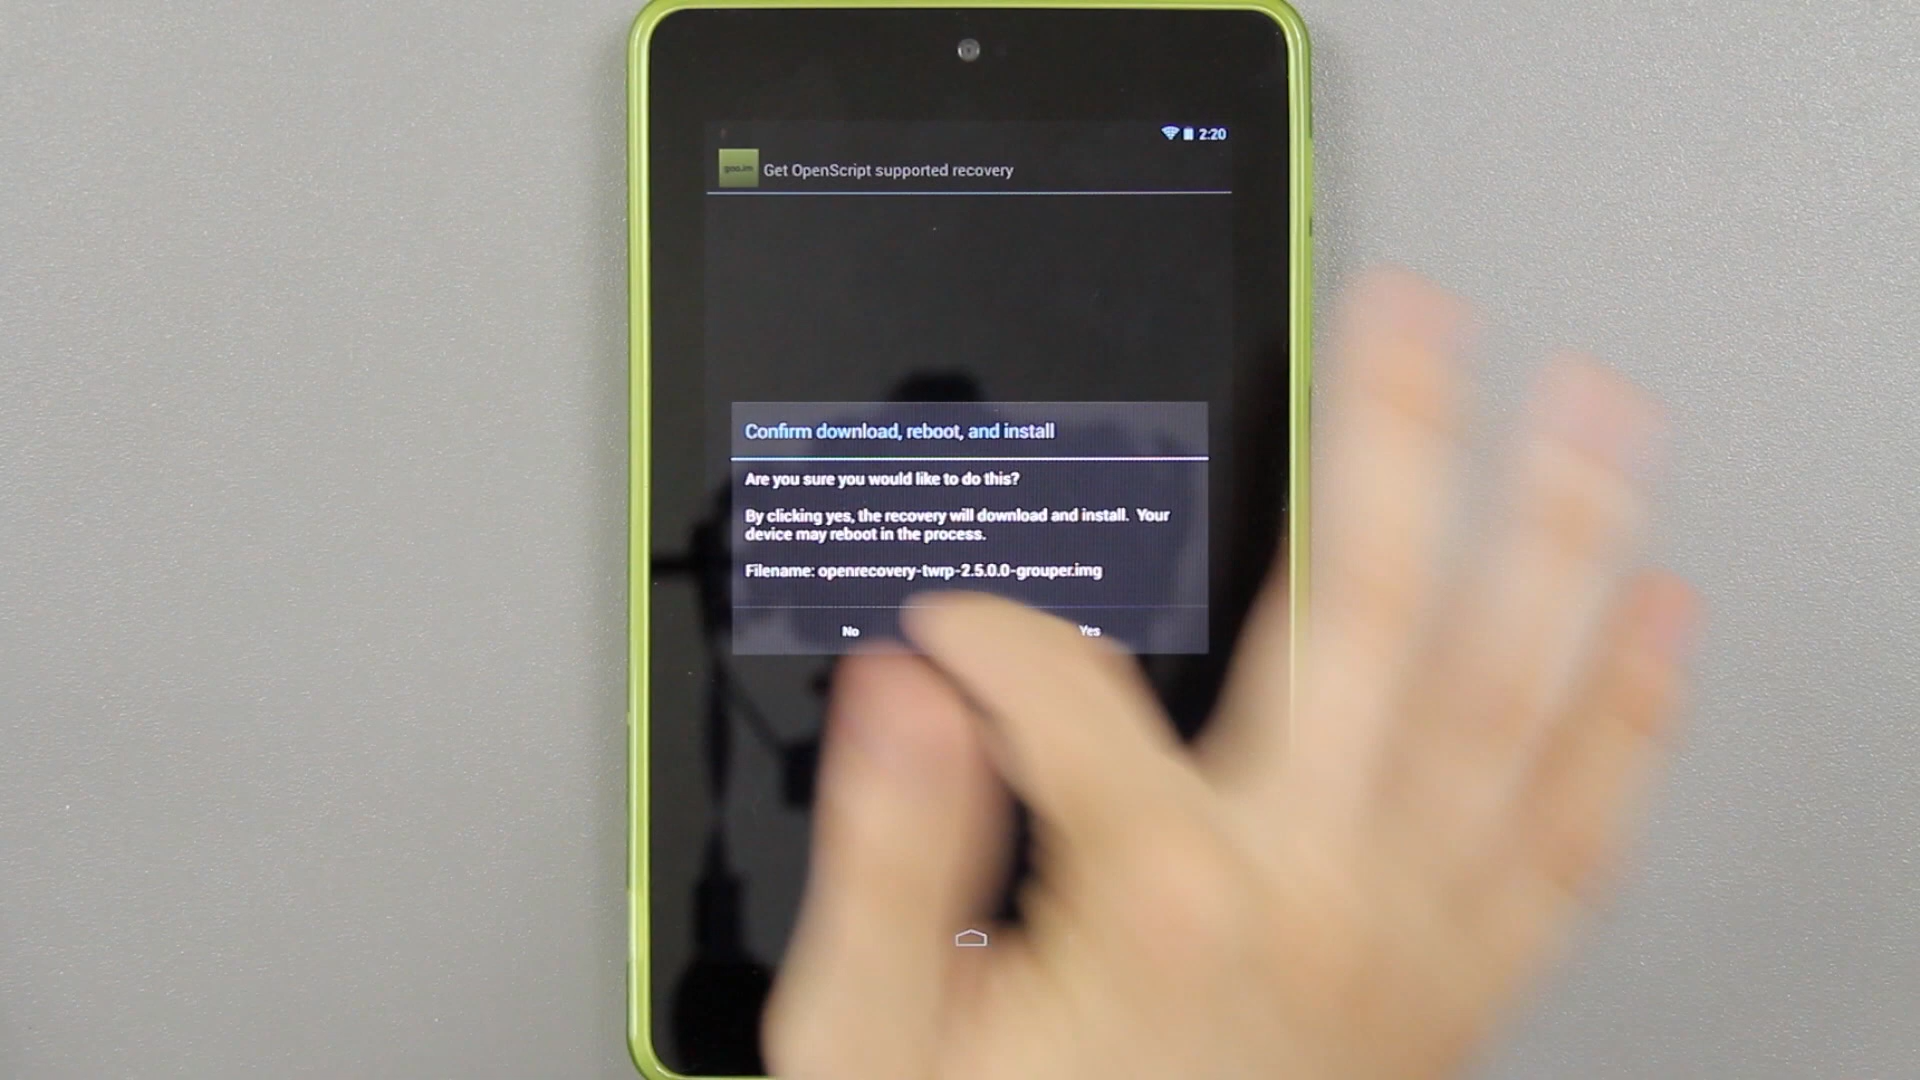 2:20
goo.im
Get OpenScript supported recovery
Confirm download, reboot, and install
Are you sure you would like to do this?
By clicking yes, the recovery will download and install. Your
device may reboot in the process.
Filename: openrecovery-twrp-2.5.0.0-grouper.img
No
Yes